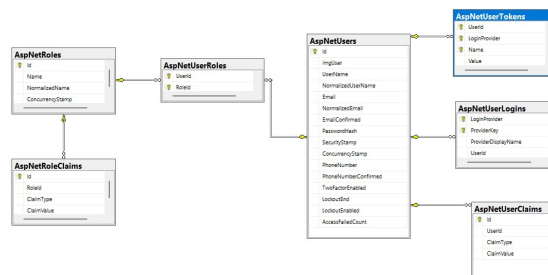 AspNetRoles
Id
Name
NormalizedName
ConcurrencyStamp
AspNetRoleClaims
Id
RoleId
ClaimType
ClaimValue
AspNetUserRoles
UserId
RoleId
AspNetUsers
Id
ImgUser
UserName
NormalizedUserName
Email
NormalizedEmail
EmailConfirmed
PasswordHash
SecurityStamp
ConcurrencyStamp
PhoneNumber
PhoneNumberConfirmed
TwoFactorEnabled
LockoutEnd
LockoutEnabled
AccessFailedCount
AspNetUserTokens
UserId
LoginProvider
Name
Value
AspNetUserLogins
LoginProvider
ProviderKey
ProviderDisplayName
UserId
AspNetUserClaims
Id
UserId
ClaimType
ClaimValue